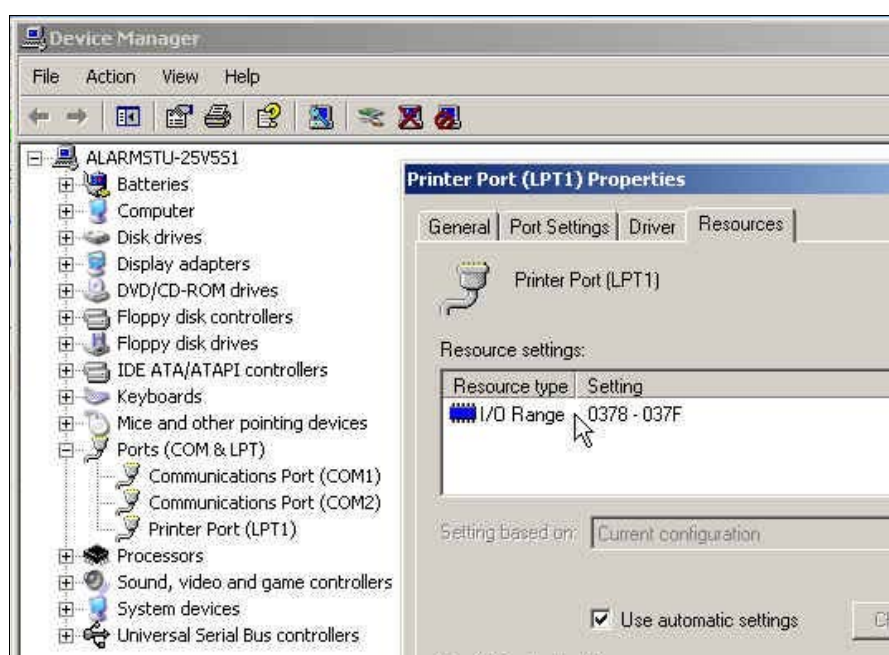 Device Manager
File Action View Help
ALARMSTU-25V5S1
Batteries
Computer
Disk drives
Display adapters
DVD/CD-ROM drives
Floppy disk controllers
Floppy disk drives
IDE ATA/ATAPI controllers
Keyboards
Mice and other pointing devices
Ports (COM & LPT)
Communications Port (COM1)
Communications Port (COM2)
Printer Port (LPT1)
Processors
Sound, video and game controllers
System devices
Universal Serial Bus controllers
Printer Port (LPT1) Properties
General Port Settings Driver Resources
Printer Port (LPT1)
Resource settings:
Resource type Setting
I/O Range 0378 - 037F
Setting based on: Current configuration
Use automatic settings